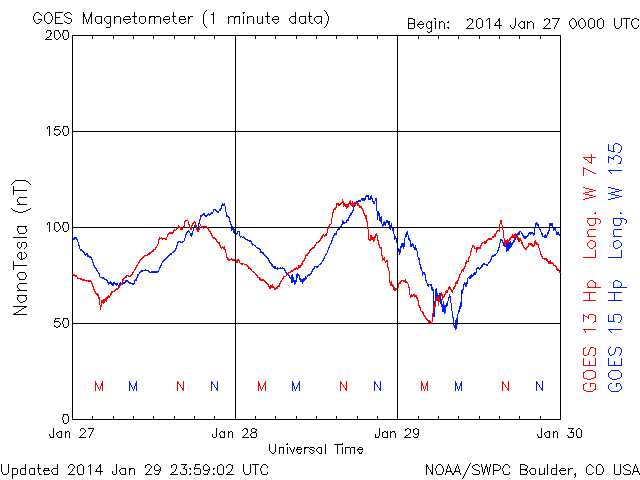 GOES Magnetometer (1 minute data)
Begin: 2014 Jan 27 0000 UTC
200
150
100
50
0
NanoTesla (nT)
M M N N M M N N M M N N
Jan 27 Jan 28 Jan 29 Jan 30
Universal Time
GOES 13 Hp Long. W 74
GOES 15 Hp Long. W 135
Updated 2014 Jan 29 23:59:02 UTC
NOAA/SWPC Boulder, CO USA